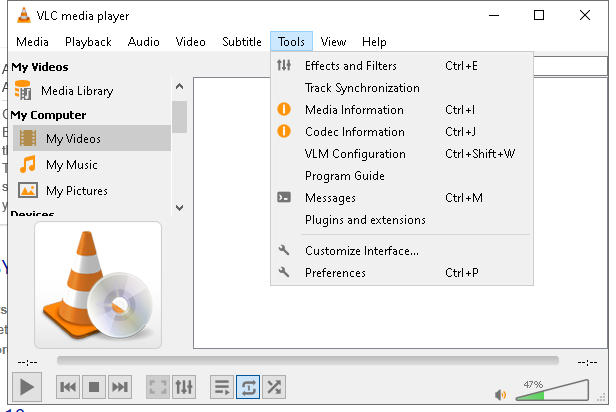 VLC media player
Media Playback Audio Video Subtitle Tools View Help
My Videos
Media Library
My Computer
My Videos
My Music
My Pictures
Devices
Effects and Filters Ctrl+E
Track Synchronization
Media Information Ctrl+I
Codec Information Ctrl+J
VLM Configuration Ctrl+Shift+W
Program Guide
Messages Ctrl+M
Plugins and extensions
Customize Interface...
Preferences Ctrl+P
--:-- --:--
47%